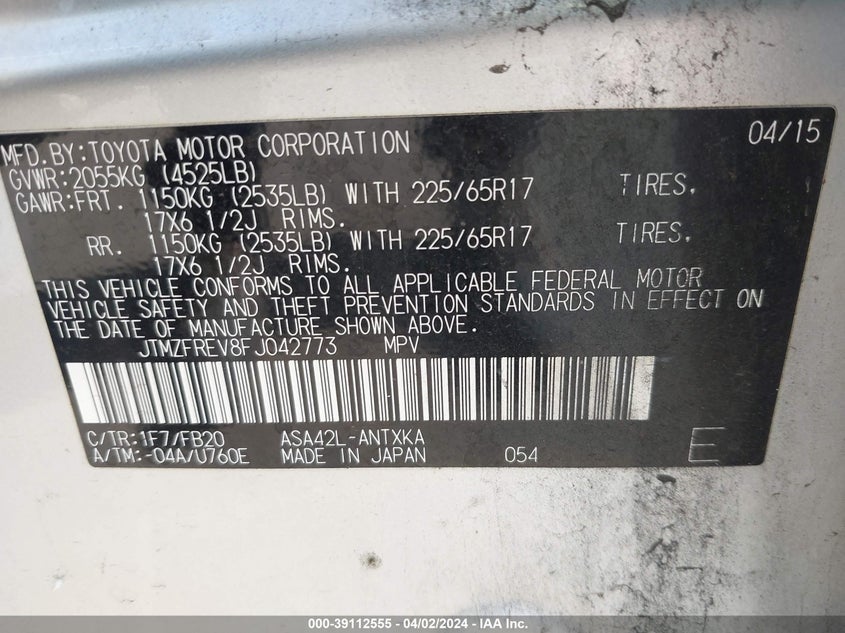 MFD.BY:TOYOTA MOTOR CORPORATION 04/15
GVWR:2055KG (4525LB)
GAWR:FRT. 1150KG (2535LB) WITH 225/65R17 TIRES.
17X6 1/2J RIMS.
RR. 1150KG (2535LB) WITH 225/65R17 TIRES.
17X6 1/2J RIMS.
THIS VEHICLE CONFORMS TO ALL APPLICABLE FEDERAL MOTOR
VEHICLE SAFETY AND THEFT PREVENTION STANDARDS IN EFFECT ON
THE DATE OF MANUFACTURE SHOWN ABOVE.
JTMZFREV8FJ042773 MPV
C/TR:1F7/FB20 ASA42L-ANTXKA
A/TM:-04A/U760E MADE IN JAPAN 054 E
000-39112555 - 04/02/2024 - IAA Inc.